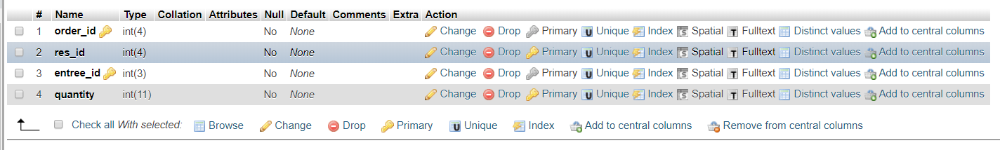 # Name Type Collation Attributes Null Default Comments Extra Action
1 order_id int(4) No None Change Drop Primary U Unique Index S Spatial T Fulltext Distinct values Add to central columns
2 res_id int(4) No None Change Drop Primary U Unique Index S Spatial T Fulltext Distinct values Add to central columns
3 entree_id int(3) No None Change Drop Primary U Unique Index S Spatial T Fulltext Distinct values Add to central columns
4 quantity int(11) No None Change Drop Primary U Unique Index S Spatial T Fulltext Distinct values Add to central columns
Check all With selected: Browse Change Drop Primary U Unique Index Add to central columns Remove from central columns